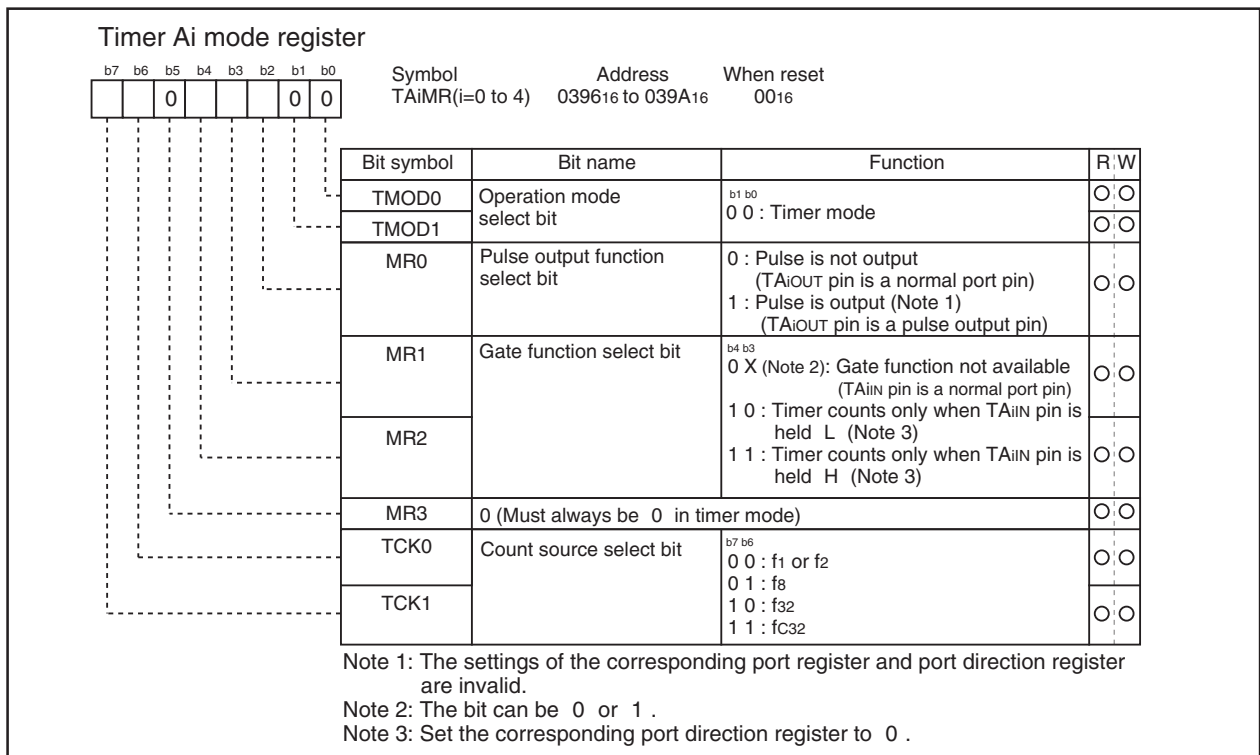 Timer Ai mode register
b7 b6 b5 b4 b3 b2 b1 b0
0 0 0
Symbol Address When reset
TAiMR(i=0 to 4) 039616 to 039A16 0016
Bit symbol Bit name Function R W
TMOD0
TMOD1
Operation mode
select bit
b1 b0
0 0 : Timer mode
MR0
Pulse output function
select bit
0 : Pulse is not output
(TAiOUT pin is a normal port pin)
1 : Pulse is output (Note 1)
(TAiOUT pin is a pulse output pin)
MR1
MR2
Gate function select bit
b4 b3
0 X (Note 2): Gate function not available
(TAiIN pin is a normal port pin)
1 0 : Timer counts only when TAiIN pin is
held L (Note 3)
1 1 : Timer counts only when TAiIN pin is
held H (Note 3)
MR3 0 (Must always be 0 in timer mode)
TCK0
TCK1
Count source select bit
b7 b6
0 0 : f1 or f2
0 1 : f8
1 0 : f32
1 1 : fC32
Note 1: The settings of the corresponding port register and port direction register
are invalid.
Note 2: The bit can be 0 or 1 .
Note 3: Set the corresponding port direction register to 0 .